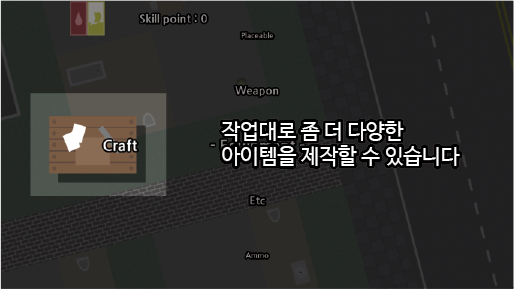 Skill point : 0
Placeable
Weapon
Craft
작업대로 좀 더 다양한
아이템을 제작할 수 있습니다
Etc
Ammo